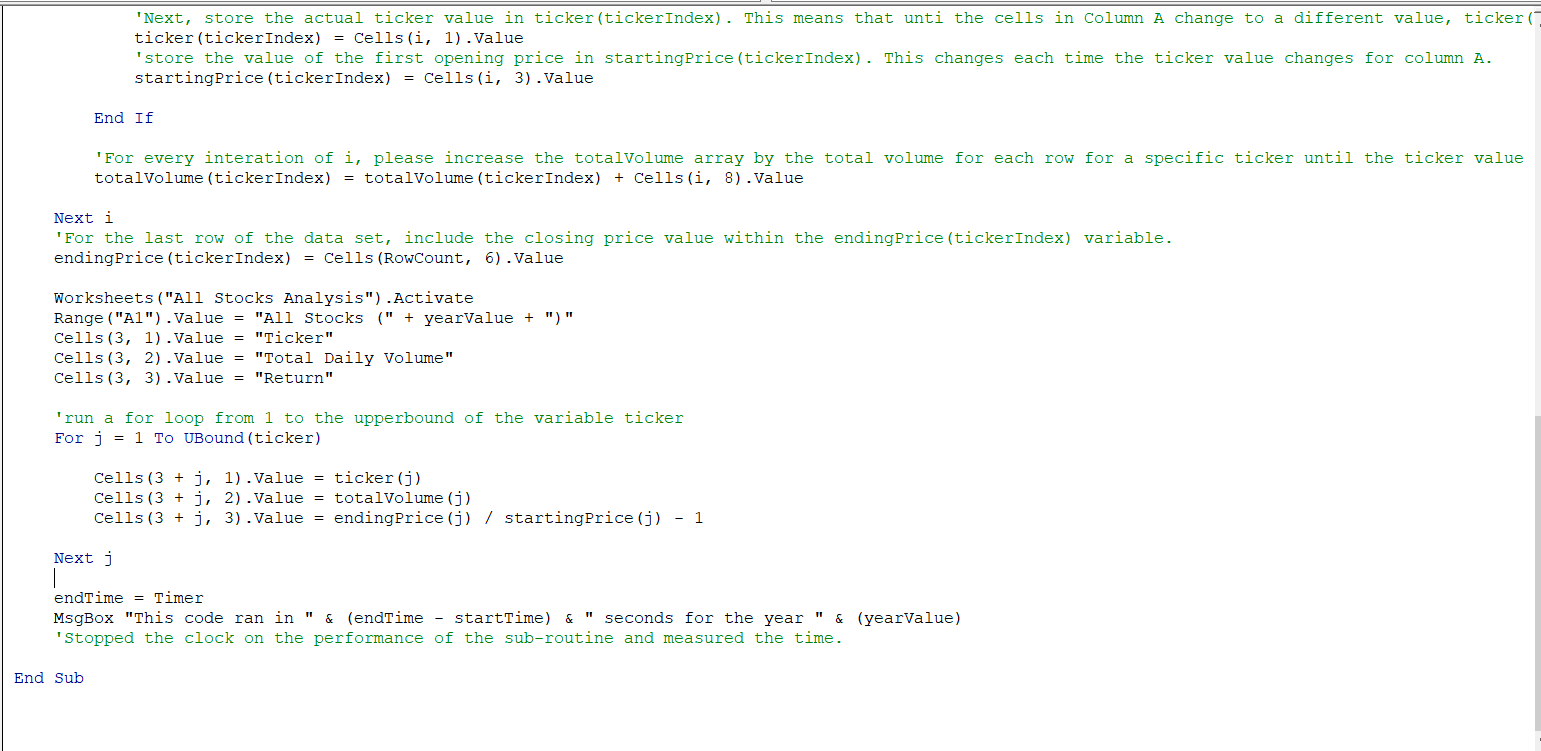 'Next, store the actual ticker value in ticker(tickerIndex). This means that unti the cells in Column A change to a different value, ticker(
ticker(tickerIndex) = Cells(i, 1).Value
'store the value of the first opening price in startingPrice(tickerIndex). This changes each time the ticker value changes for column A.
startingPrice(tickerIndex) = Cells(i, 3).Value
End If
'For every interation of i, please increase the totalVolume array by the total volume for each row for a specific ticker until the ticker value
totalVolume(tickerIndex) = totalVolume(tickerIndex) + Cells(i, 8).Value
Next i
'For the last row of the data set, include the closing price value within the endingPrice(tickerIndex) variable.
endingPrice(tickerIndex) = Cells(RowCount, 6).Value
Worksheets("All Stocks Analysis").Activate
Range("A1").Value = "All Stocks (" + yearValue + ")"
Cells(3, 1).Value = "Ticker"
Cells(3, 2).Value = "Total Daily Volume"
Cells(3, 3).Value = "Return"
'run a for loop from 1 to the upperbound of the variable ticker
For j = 1 To UBound(ticker)
Cells(3 + j, 1).Value = ticker(j)
Cells(3 + j, 2).Value = totalVolume(j)
Cells(3 + j, 3).Value = endingPrice(j) / startingPrice(j) - 1
Next j
endTime = Timer
MsgBox "This code ran in " & (endTime - startTime) & " seconds for the year " & (yearValue)
'Stopped the clock on the performance of the sub-routine and measured the time.
End Sub